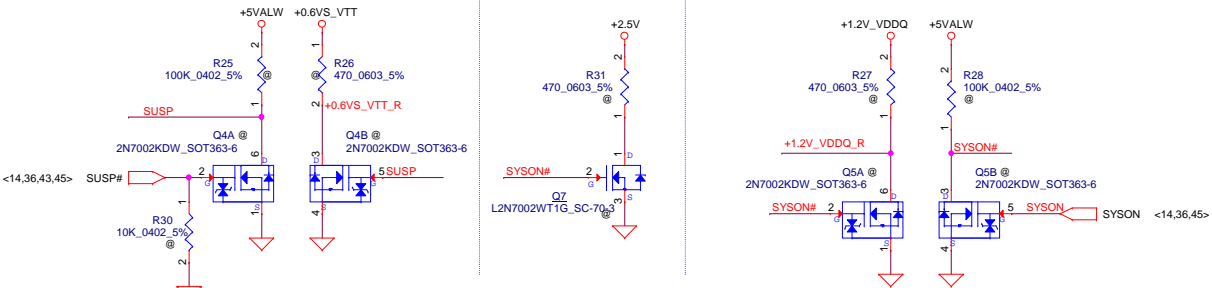 +5VALW
+0.6VS_VTT
2
1
R25
100K_0402_5%
@
@
R26
470_0603_5%
1
2
+0.6VS_VTT_R
SUSP
Q4A @
2N7002KDW_SOT363-6
6
D
3
D
Q4B @
2N7002KDW_SOT363-6
<14,36,43,45>
SUSP#
2
G
5
SUSP
G
S
1
S
4
R30
10K_0402_5%
@
1
2
+2.5V
2
R31
470_0603_5%
@
1
SYSON#
2
G
1
D
S
3
Q7
L2N7002WT1G_SC-70-3
@
+1.2V_VDDQ
+5VALW
2
2
R27
470_0603_5%
@
R28
100K_0402_5%
@
1
1
+1.2V_VDDQ_R
SYSON#
Q5A @
2N7002KDW_SOT363-6
6
D
3
D
Q5B @
2N7002KDW_SOT363-6
SYSON#
2
G
5
SYSON
G
SYSON
<14,36,45>
S
1
S
4